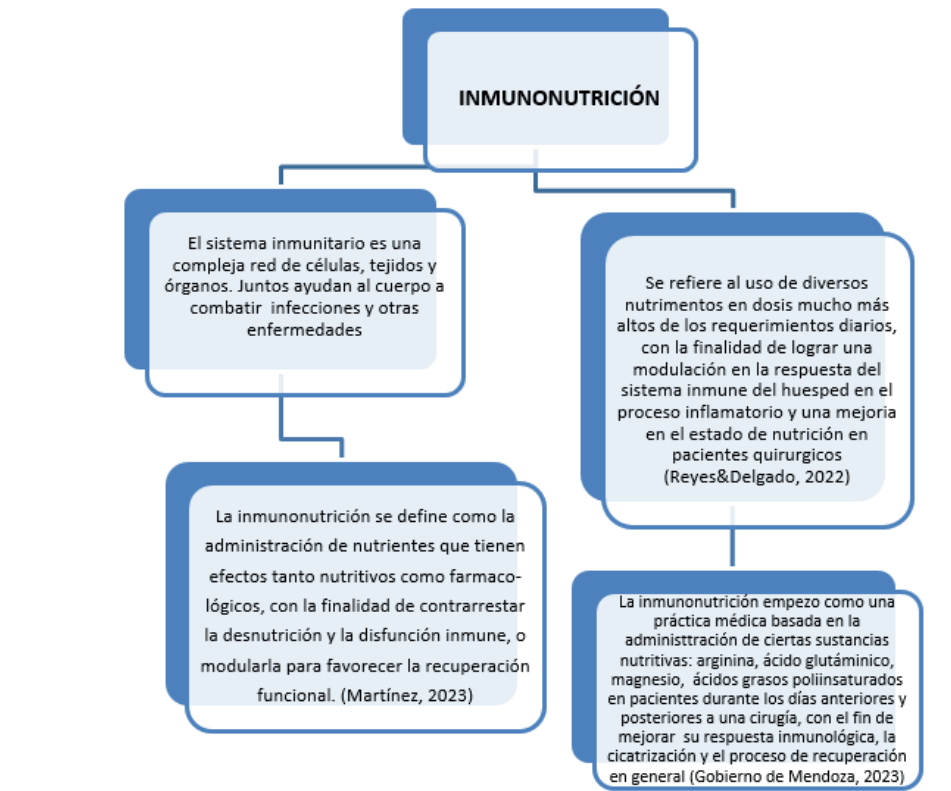 INMUNONUTRICIÓN
El sistema inmunitario es una
compleja red de células, tejidos y
órganos. Juntos ayudan al cuerpo a
combatir infecciones y otras
enfermedades
La inmunonutrición se define como la
administración de nutrientes que tienen
efectos tanto nutritivos como farmaco-
lógicos, con la finalidad de contrarrestar
la desnutrición y la disfunción inmune, o
modularla para favorecer la recuperación
funcional. (Martínez, 2023)
Se refiere al uso de diversos
nutrimentos en dosis mucho más
altos de los requerimientos diarios,
con la finalidad de lograr una
modulación en la respuesta del
sistema inmune del huesped en el
proceso inflamatorio y una mejoria
en el estado de nutrición en
pacientes quirurgicos
(Reyes&Delgado, 2022)
La inmunonutrición empezo como una
práctica médica basada en la
administtración de ciertas sustancias
nutritivas: arginina, ácido glutáminico,
magnesio, ácidos grasos poliinsaturados
en pacientes durante los días anteriores y
posteriores a una cirugía, con el fin de
mejorar su respuesta inmunológica, la
cicatrización y el proceso de recuperación
en general (Gobierno de Mendoza, 2023)